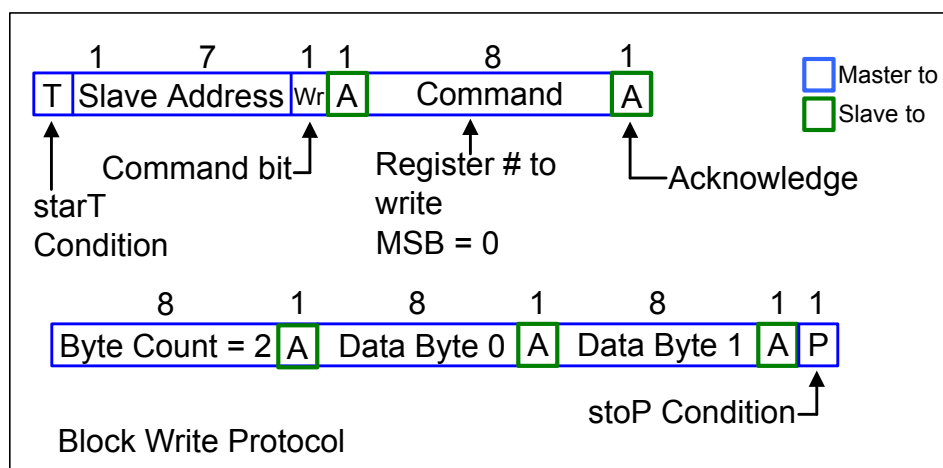 1 7 1 1 8 1
T Slave Address Wr A Command A
Master to
Slave to
Command bit
Register # to
write
MSB = 0
Acknowledge
starT
Condition
8 1 8 1 8 1 1
Byte Count = 2 A Data Byte 0 A Data Byte 1 A P
stoP Condition
Block Write Protocol